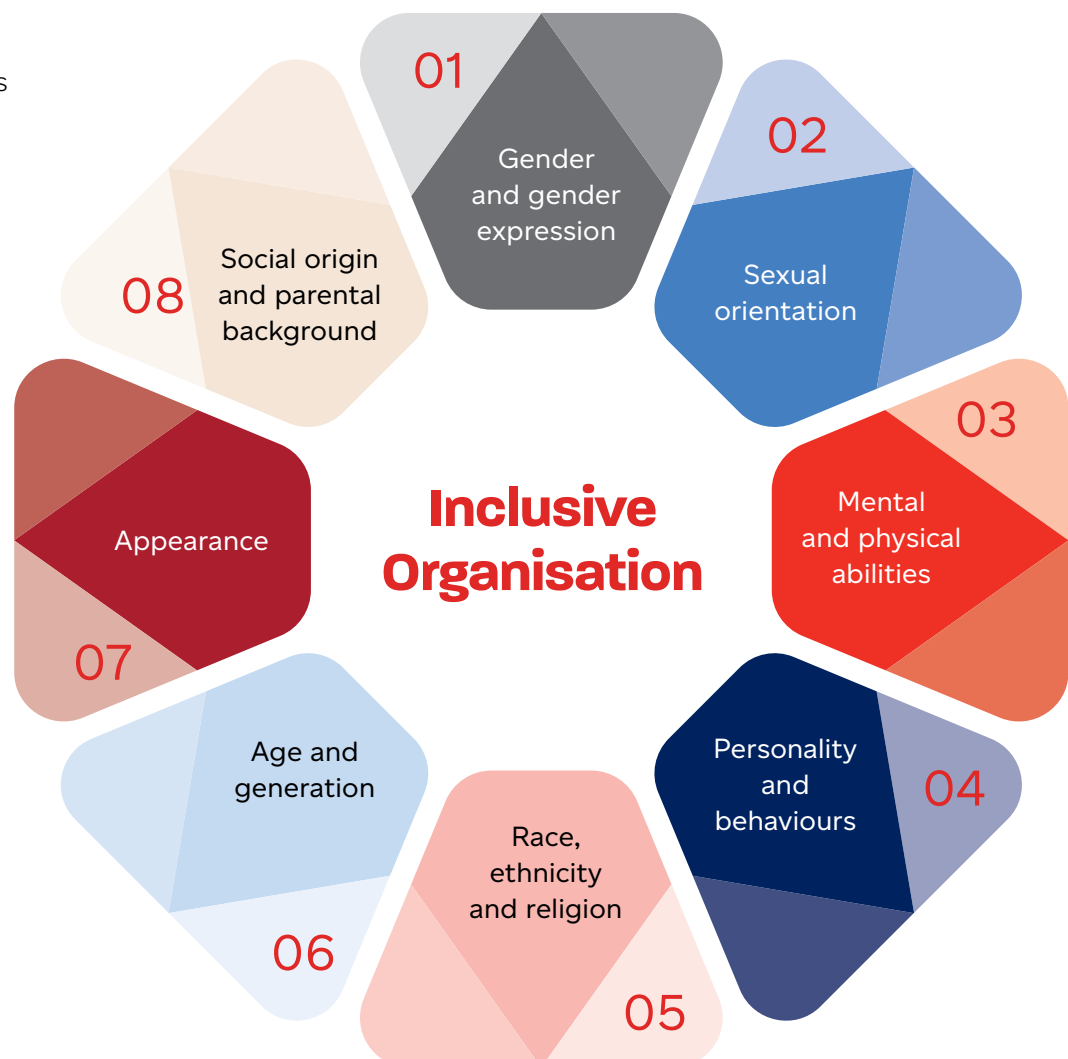 s
01
Gender
and gender
expression
02
Sexual
orientation
03
Mental
and physical
abilities
04
Personality
and
behaviours
05
Race,
ethnicity
and religion
06
Age and
generation
07
Appearance
08
Social origin
and parental
background
Inclusive
Organisation